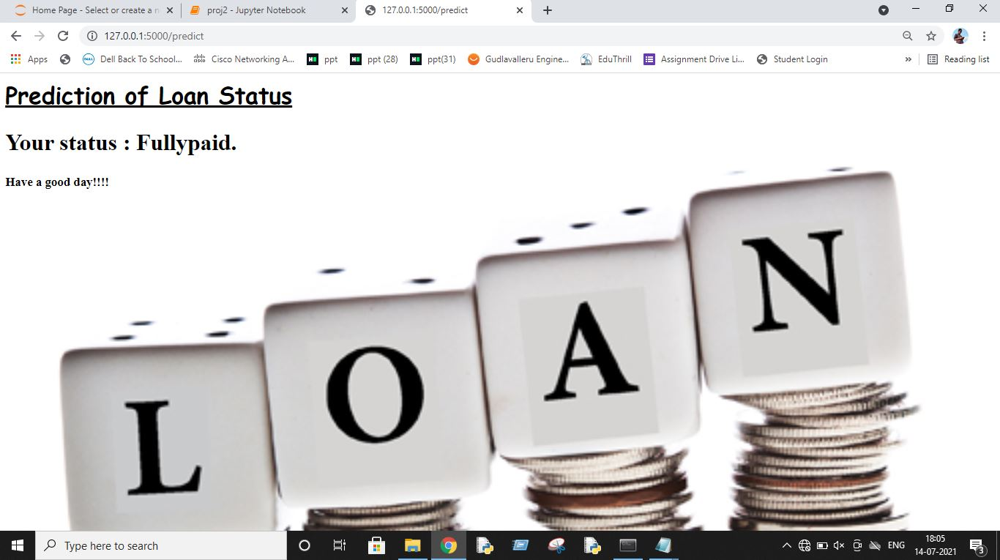 Home Page - Select or create a n
proj2 - Jupyter Notebook
127.0.0.1:5000/predict
127.0.0.1:5000/predict
Apps
DELL
Dell Back To School...
cisco
Cisco Networking A...
ppt
ppt (28)
ppt(31)
Gudlavalleru Engine...
EduThrill
Assignment Drive Li...
Student Login
»
Reading list
Prediction of Loan Status
Your status : Fullypaid.
Have a good day!!!!
L O A N
Type here to search
ENG
18:05
14-07-2021
3